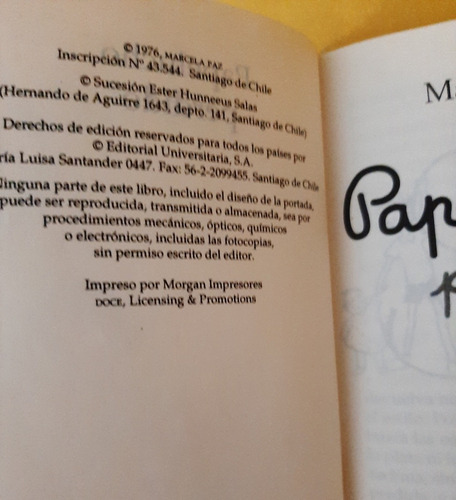 © 1976, MARCELA PAZ
Inscripción Nº 43.544. Santiago de Chile
© Sucesión Ester Hunneeus Salas
(Hernando de Aguirre 1643, depto. 141, Santiago de Chile)
Derechos de edición reservados para todos los países por
© Editorial Universitaria, S.A.
ría Luisa Santander 0447. Fax: 56-2-2099455. Santiago de Chile
Ninguna parte de este libro, incluido el diseño de la portada,
puede ser reproducida, transmitida o almacenada, sea por
procedimientos mecánicos, ópticos, químicos
o electrónicos, incluidas las fotocopias,
sin permiso escrito del editor.
Impreso por Morgan Impresores
DOCE, Licensing & Promotions
Ma
Pap